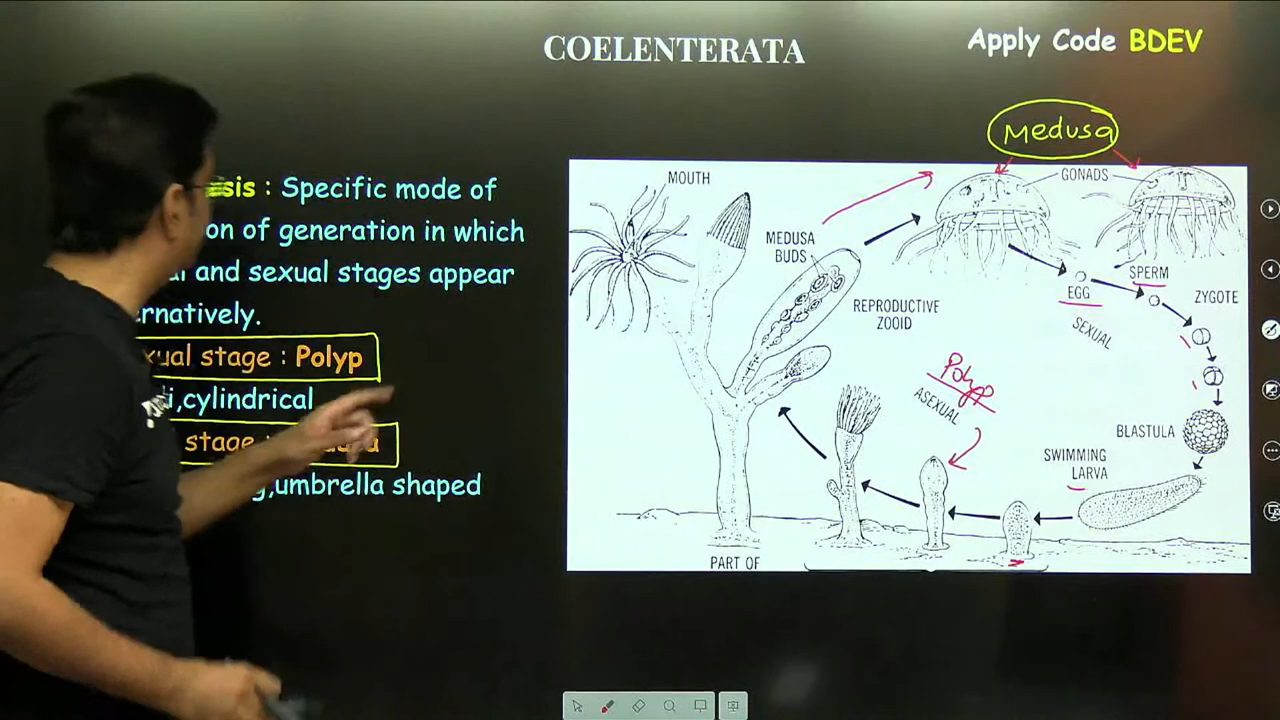 COELENTERATA
Apply Code BDEV
Medusa
sis : Specific mode of
on of generation in which
and sexual stages appear
ernatively.
xual stage : Polyp
,cylindrical
stage :
,umbrella shaped
MOUTH
MEDUSA
BUDS
REPRODUCTIVE
ZOOID
GONADS
EGG
SPERM
ZYGOTE
SEXUAL
Polyp
ASEXUAL
BLASTULA
SWIMMING
LARVA
PART OF